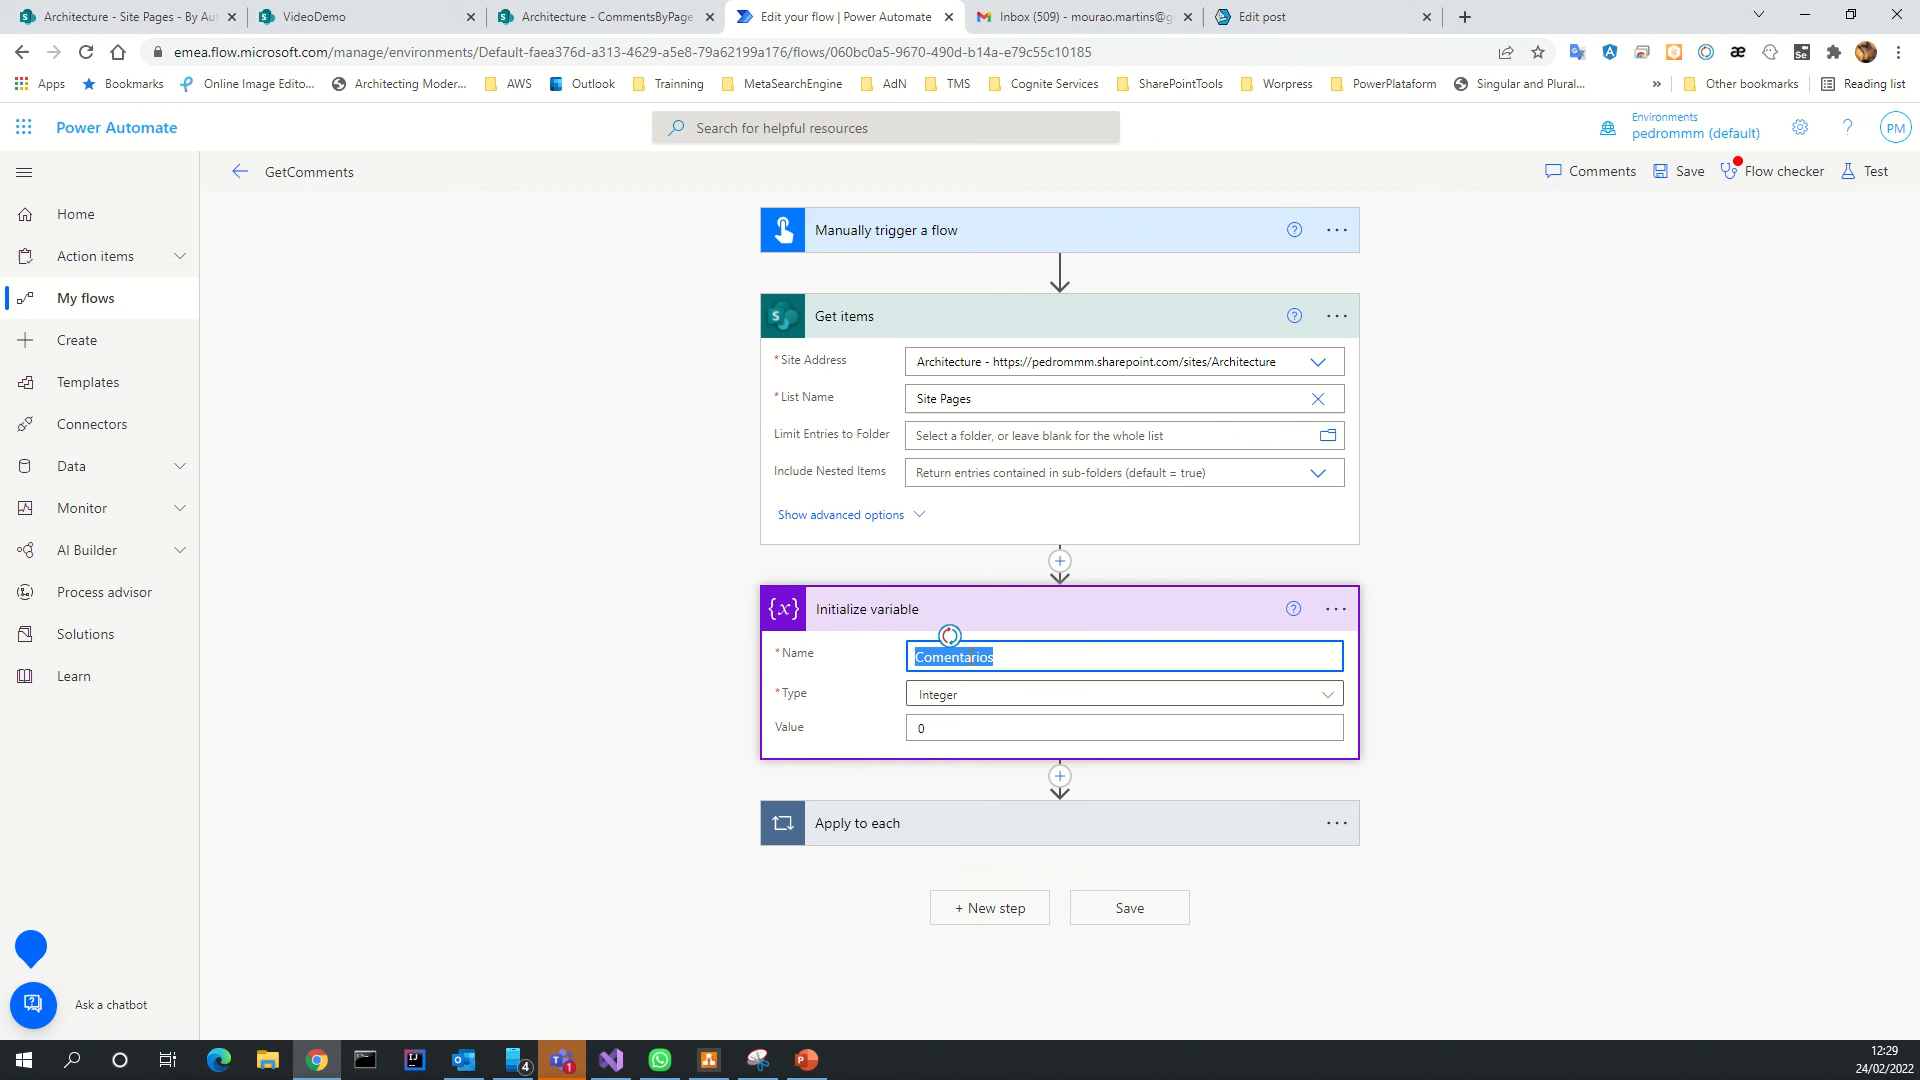 Architecture - Site Pages - By Aut
VideoDemo
Architecture - CommentsByPage
Edit your flow | Power Automate
Inbox (509) - mourao.martins@g
Edit post
emea.flow.microsoft.com/manage/environments/Default-faea376d-a313-4629-a5e8-79a62199a176/flows/060bc0a5-9670-490d-b14a-e79c55c10185
Apps
Bookmarks
Online Image Edito...
Architecting Moder...
AWS
Outlook
Trainning
MetaSearchEngine
AdN
TMS
Cognite Services
SharePointTools
Worpress
PowerPlataform
Singular and Plural...
»
Other bookmarks
Reading list
Power Automate
Search for helpful resources
Environments
pedrommm (default)
PM
GetComments
Comments
Save
Flow checker
Test
Home
Action items
My flows
Create
Templates
Connectors
Data
Monitor
AI Builder
Process advisor
Solutions
Learn
Ask a chatbot
Manually trigger a flow
Get items
*Site Address
Architecture - https://pedrommm.sharepoint.com/sites/Architecture
*List Name
Site Pages
Limit Entries to Folder
Select a folder, or leave blank for the whole list
Include Nested Items
Return entries contained in sub-folders (default = true)
Show advanced options
{x} Initialize variable
*Name
Comentarios
*Type
Integer
Value
0
Apply to each
+ New step
Save
12:29
24/02/2022